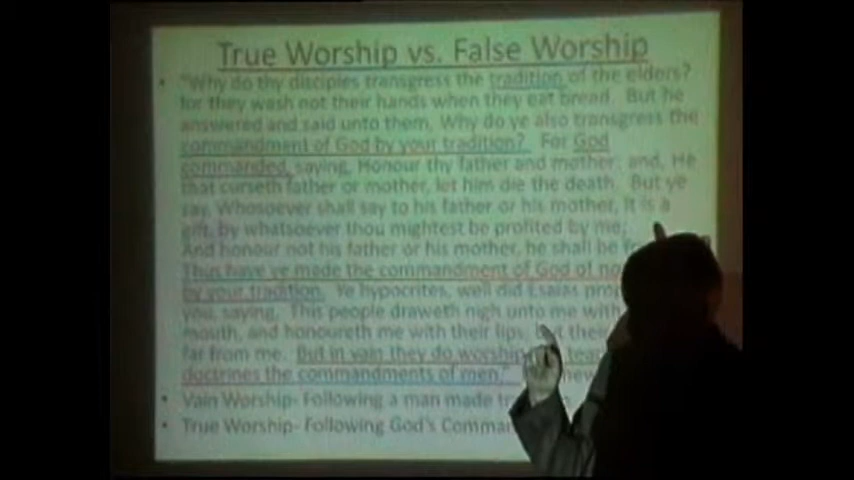 True Worship vs. False Worship
• "Why do thy disciples transgress the tradition of the elders?
for they wash not their hands when they eat bread. But he
answered and said unto them, Why do ye also transgress the
commandment of God by your tradition? For God
commanded, saying, Honour thy father and mother: and, He
that curseth father or mother, let him die the death. But ye
say, Whosoever shall say to his father or his mother, It is a
gift, by whatsoever thou mightest be profited by me;
And honour not his father or his mother, he shall be
Thus have ye made the commandment of God of no
by your tradition. Ye hypocrites, well did Esaias
you, saying, This people draweth nigh unto me with
mouth, and honoureth me with their lips, but
far from me. But in vain they do worship
doctrines the commandments of men."
• Vain Worship- Following a man made
• True Worship- Following God's